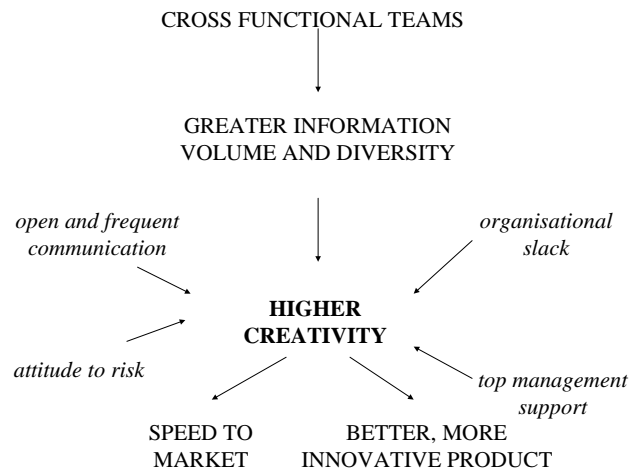 CROSS FUNCTIONAL TEAMS
GREATER INFORMATION
VOLUME AND DIVERSITY
open and frequent
communication
organisational
slack
HIGHER
CREATIVITY
attitude to risk
top management
support
SPEED TO
MARKET
BETTER, MORE
INNOVATIVE PRODUCT